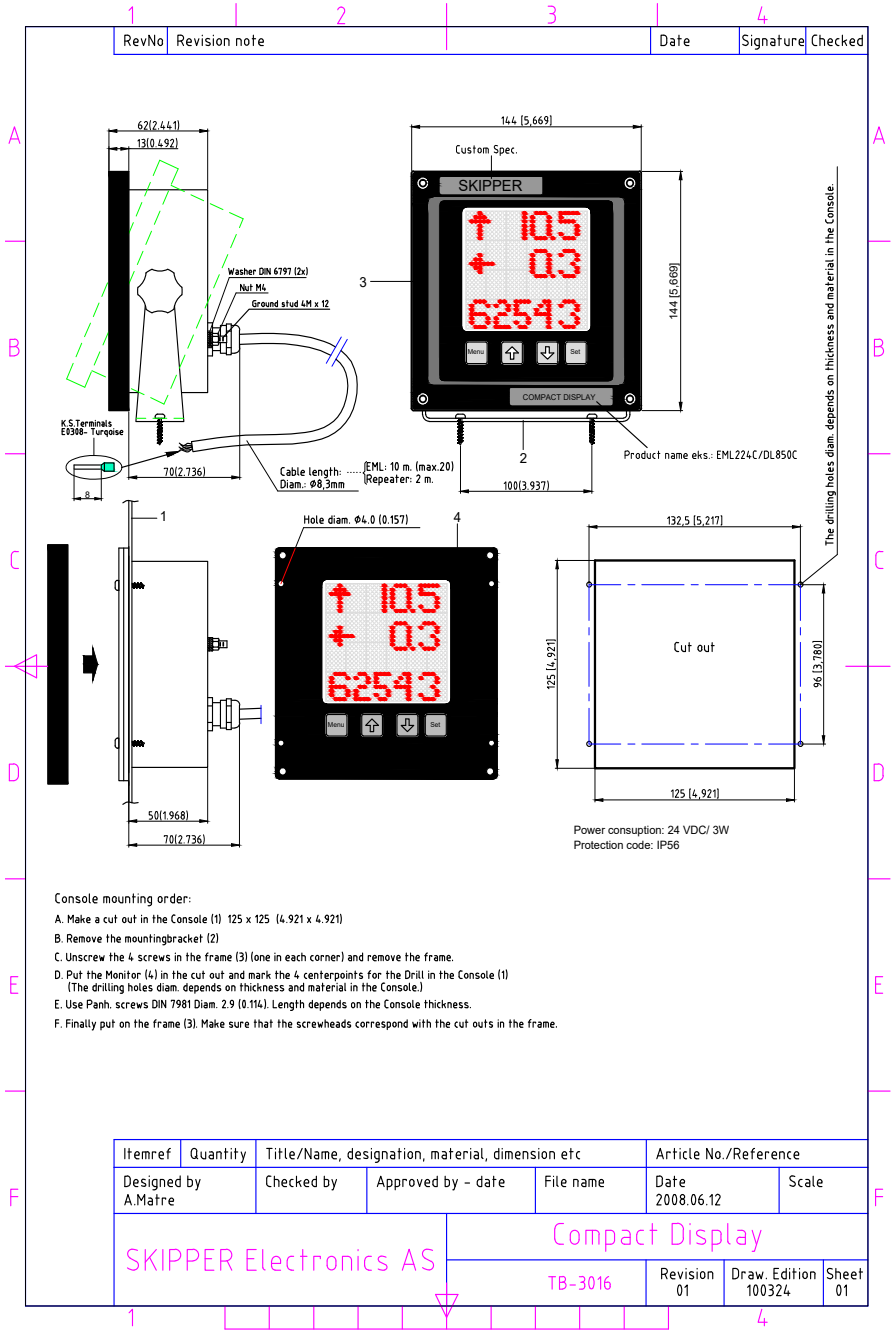 1 2 3 4
RevNo Revision note Date Signature Checked
A A
62(2.441)
13(0.492)
144 [5,669]
Custom Spec.
SKIPPER
10.5
0.3
62543
Menu Set
COMPACT DISPLAY
144 [5,669]
3
Washer DIN 6797 (2x)
Nut M4
Ground stud 4M x 12
B B
K.S.Terminals
E0308- Turqoise
8
70(2.736)
Cable length:
Diam.: Ø8,3mm
EML: 10 m. (max.20)
Repeater: 2 m.
2
100(3.937)
Product name eks.: EML224C/DL850C
The drilling holes diam. depends on thickness and material in the Console.
1
Hole diam. Ø4.0 (0.157)
4
132,5 [5,217]
C C
10.5
0.3
62543
Menu Set
125 [4,921]
Cut out
96 [3,780]
125 [4,921]
D D
50(1.968)
70(2.736)
Power consuption: 24 VDC/ 3W
Protection code: IP56
Console mounting order:
A. Make a cut out in the Console (1) 125 x 125 (4.921 x 4.921)
B. Remove the mountingbracket (2)
C. Unscrew the 4 screws in the frame (3) (one in each corner) and remove the frame.
D. Put the Monitor (4) in the cut out and mark the 4 centerpoints for the Drill in the Console (1)
(The drilling holes diam. depends on thickness and material in the Console.)
E. Use Panh. screws DIN 7981 Diam. 2.9 (0.114). Length depends on the Console thickness.
F. Finally put on the frame (3). Make sure that the screwheads correspond with the cut outs in the frame.
E E
Itemref Quantity Title/Name, designation, material, dimension etc Article No./Reference
Designed by Checked by Approved by - date File name Date Scale
A.Matre 2008.06.12
F F
SKIPPER Electronics AS
Compact Display
TB-3016
Revision Draw. Edition Sheet
01 100324 01
1 4